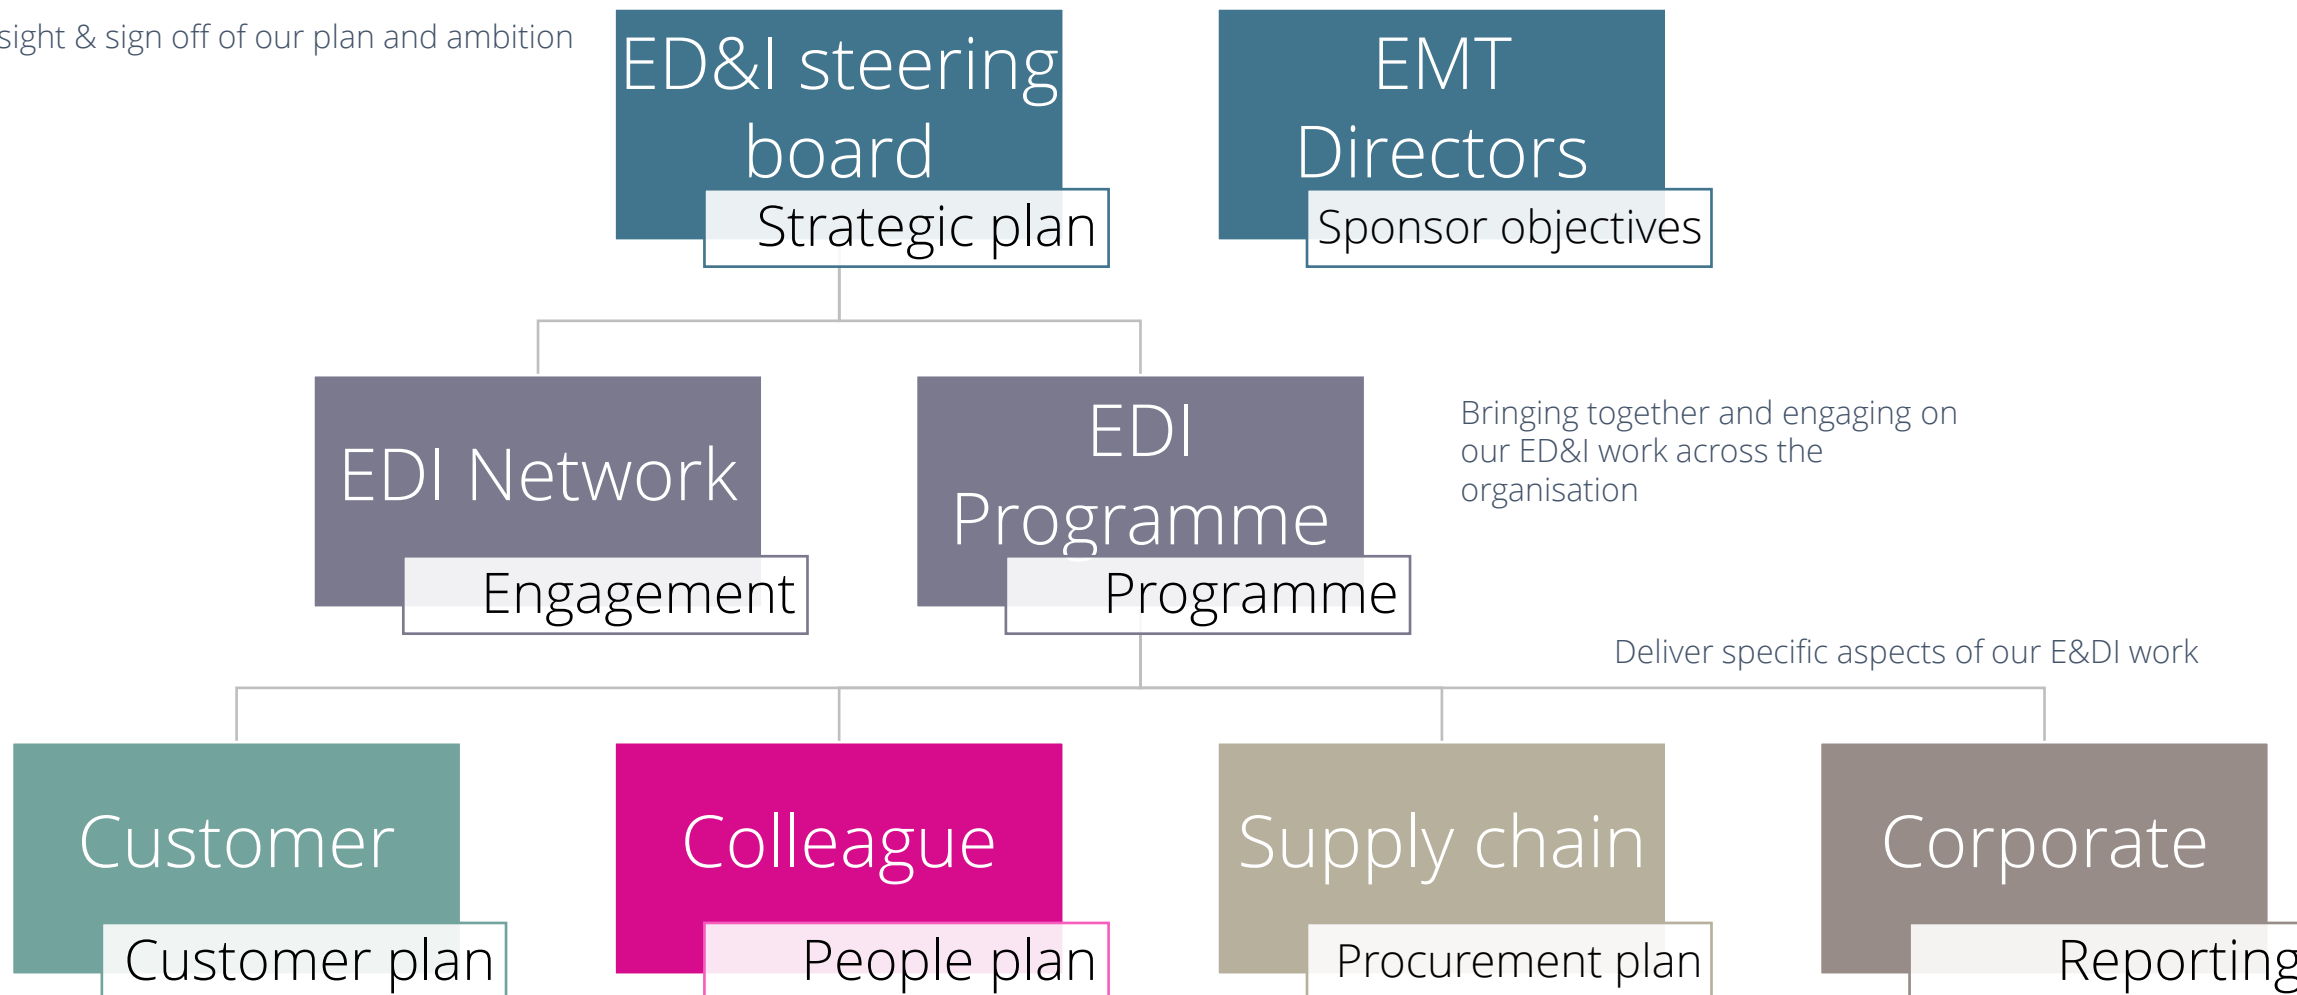 sight & sign off of our plan and ambition
ED&I steering
board
Strategic plan
EMT
Directors
Sponsor objectives
EDI Network
Engagement
EDI
Programme
Programme
Bringing together and engaging on
our ED&I work across the
organisation
Deliver specific aspects of our E&DI work
Customer
Customer plan
Colleague
People plan
Supply chain
Procurement plan
Corporate
Reporting